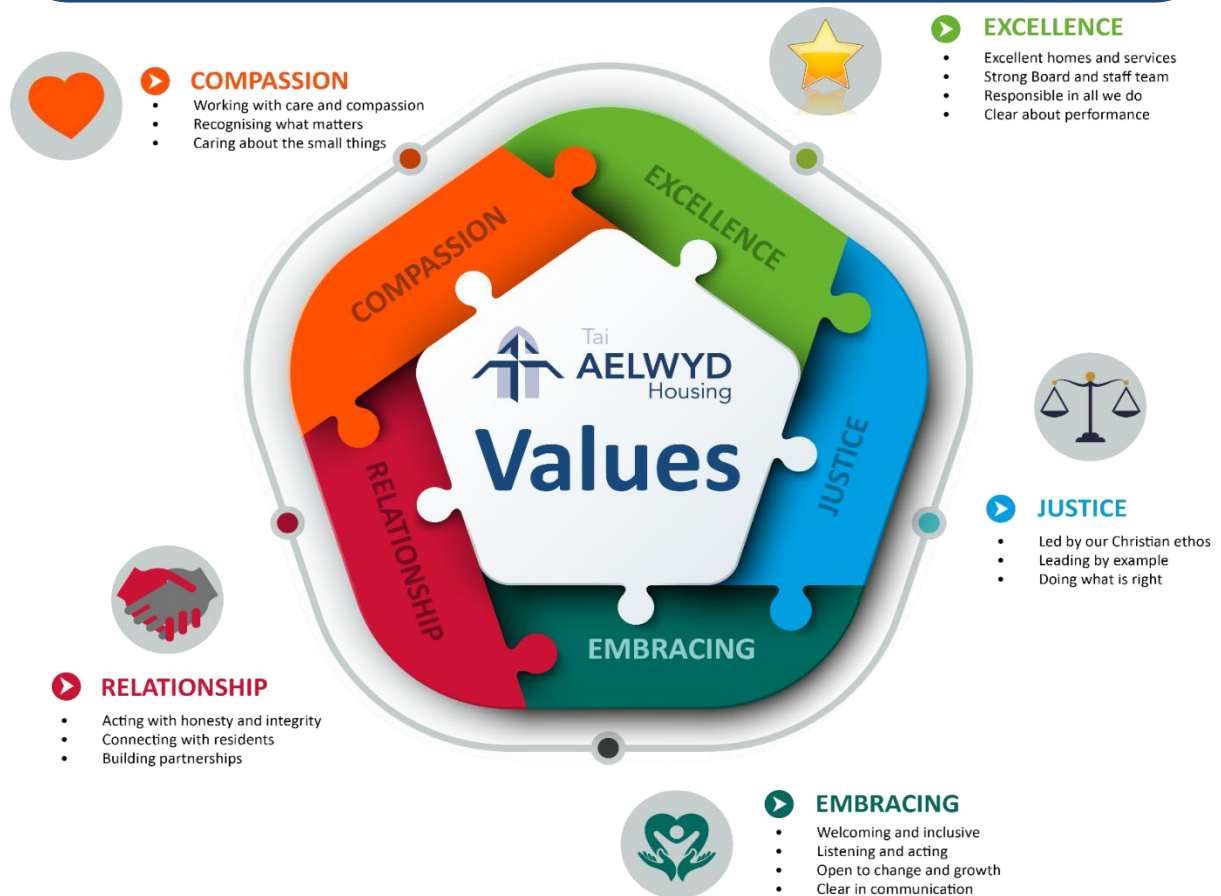 EXCELLENCE
Excellent homes and services
Strong Board and staff team
Responsible in all we do
Clear about performance
COMPASSION
Working with care and compassion
Recognising what matters
Caring about the small things
COMPASSION
EXCELLENCE
JUSTICE
EMBRACING
RELATIONSHIP
Tai
AELWYD
Housing
Values
JUSTICE
Led by our Christian ethos
Leading by example
Doing what is right
RELATIONSHIP
Acting with honesty and integrity
Connecting with residents
Building partnerships
EMBRACING
Welcoming and inclusive
Listening and acting
Open to change and growth
Clear in communication